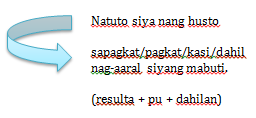 Natuto siya nang husto
sapagkat/pagkat/kasi/dahil
nag-aaral siyang mabuti.
(resulta + pu + dahilan)